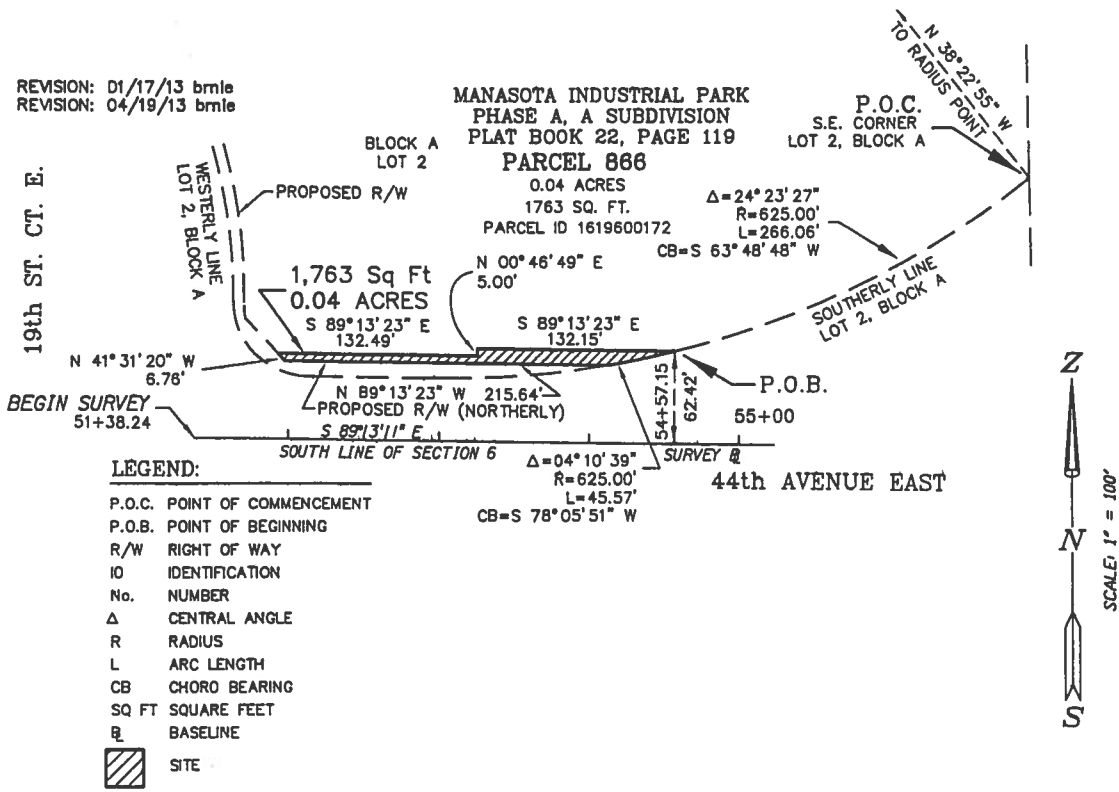 REVISION: D1/17/13 brnie
REVISION: 04/19/13 brnie
MANASOTA INDUSTRIAL PARK
PHASE A, A SUBDIVISION
PLAT BOOK 22, PAGE 119
PARCEL 866
0.04 ACRES
1763 SQ. FT.
PARCEL ID 1619600172
BLOCK A
LOT 2
N 38°22'55" W
TO RADIUS POINT
P.O.C.
S.E. CORNER
LOT 2, BLOCK A
19th ST. CT. E.
WESTERLY LINE
LOT 2, BLOCK A
PROPOSED R/W
Δ=24°23'27"
R=625.00'
L=266.06'
CB=S 63°48'48" W
SOUTHERLY LINE
LOT 2, BLOCK A
1,763 Sq Ft
0.04 ACRES
N 00°46'49" E
5.00'
S 89°13'23" E
132.49'
S 89°13'23" E
132.15'
N 41°31'20" W
6.76'
N 89°13'23" W 215.64'
PROPOSED R/W (NORTHERLY)
P.O.B.
54+57.15
62.42'
55+00
BEGIN SURVEY
51+38.24
S 89°13'11" E
SOUTH LINE OF SECTION 6
SURVEY B̲L
44th AVENUE EAST
Δ=04°10'39"
R=625.00'
L=45.57'
CB=S 78°05'51" W
LEGEND:
P.O.C. POINT OF COMMENCEMENT
P.O.B. POINT OF BEGINNING
R/W RIGHT OF WAY
IO IDENTIFICATION
No. NUMBER
Δ CENTRAL ANGLE
R RADIUS
L ARC LENGTH
CB CHORO BEARING
SQ FT SQUARE FEET
BL BASELINE
SITE
Z
N
S
SCALE: 1" = 100'